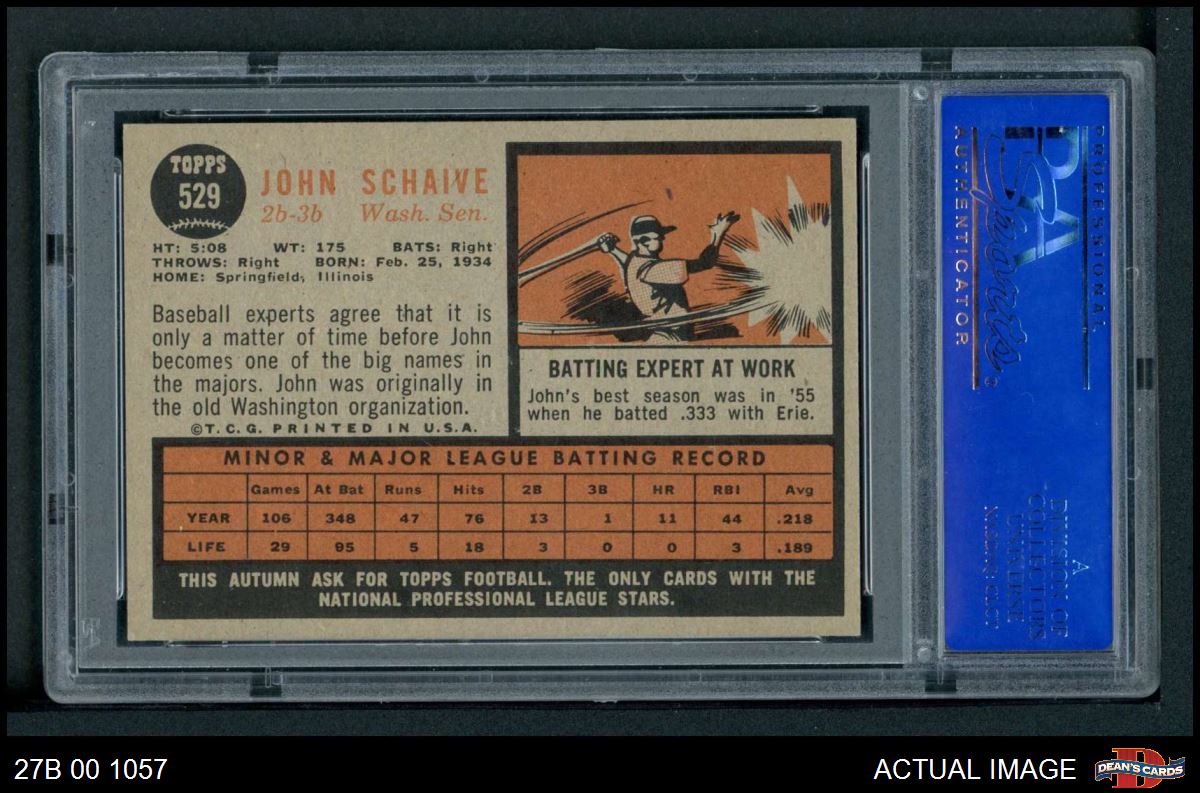 TOPPS
529
JOHN SCHAIVE
2b-3b Wash. Sen.
HT: 5:08 WT: 175 BATS: Right
THROWS: Right BORN: Feb. 25, 1934
HOME: Springfield, Illinois
Baseball experts agree that it is
only a matter of time before John
becomes one of the big names in
the majors. John was originally in
the old Washington organization.
©T.C.G. PRINTED IN U.S.A.
BATTING EXPERT AT WORK
John's best season was in '55
when he batted .333 with Erie.
MINOR & MAJOR LEAGUE BATTING RECORD
Games At Bat Runs Hits 2B 3B HR RBI Avg
YEAR 106 348 47 76 13 1 11 44 .218
LIFE 29 95 5 18 3 0 0 3 .189
THIS AUTUMN ASK FOR TOPPS FOOTBALL. THE ONLY CARDS WITH THE
NATIONAL PROFESSIONAL LEAGUE STARS.
PROFESSIONAL
PSA
Sports
AUTHENTICATOR
A
DIVISION OF
COLLECTORS
UNIVERSE
27B 00 1057
ACTUAL IMAGE
DEAN'S CARDS